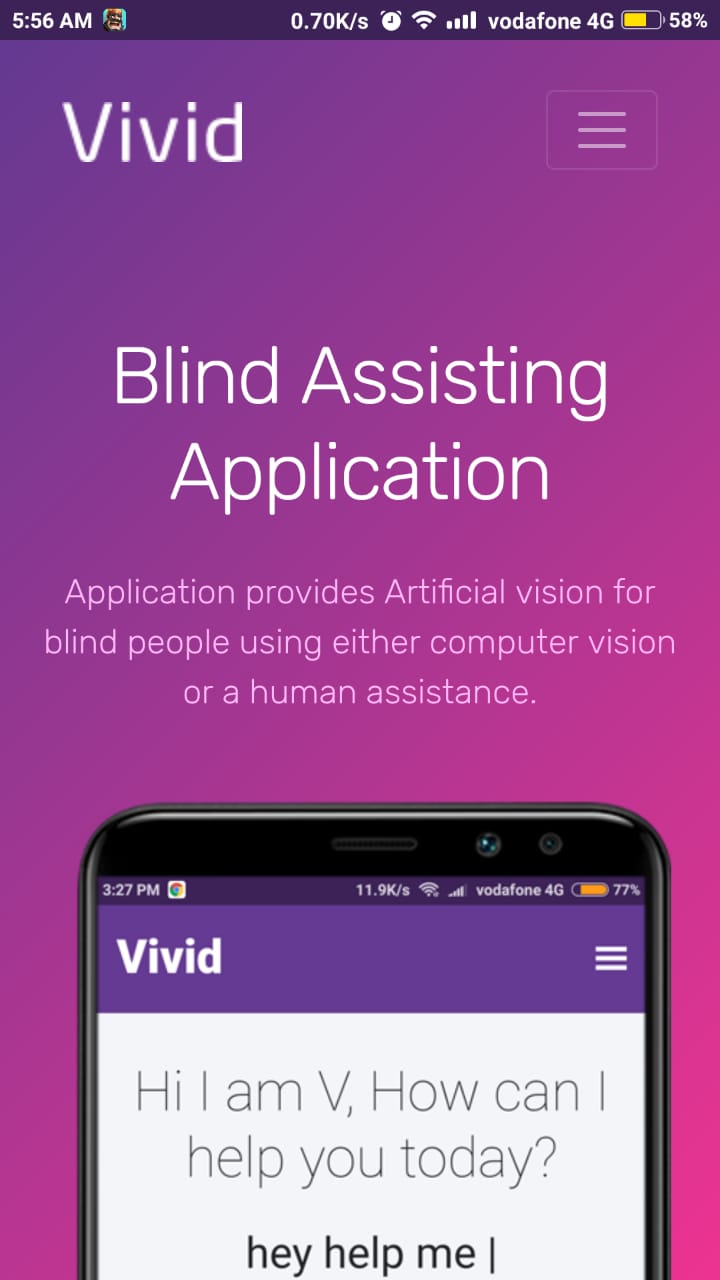 5:56 AM 0.70K/s vodafone 4G 58%
Vivid
Blind Assisting
Application
Application provides Artificial vision for
blind people using either computer vision
or a human assistance.
3:27 PM 11.9K/s vodafone 4G 77%
Vivid
Hi I am V, How can I
help you today?
hey help me |